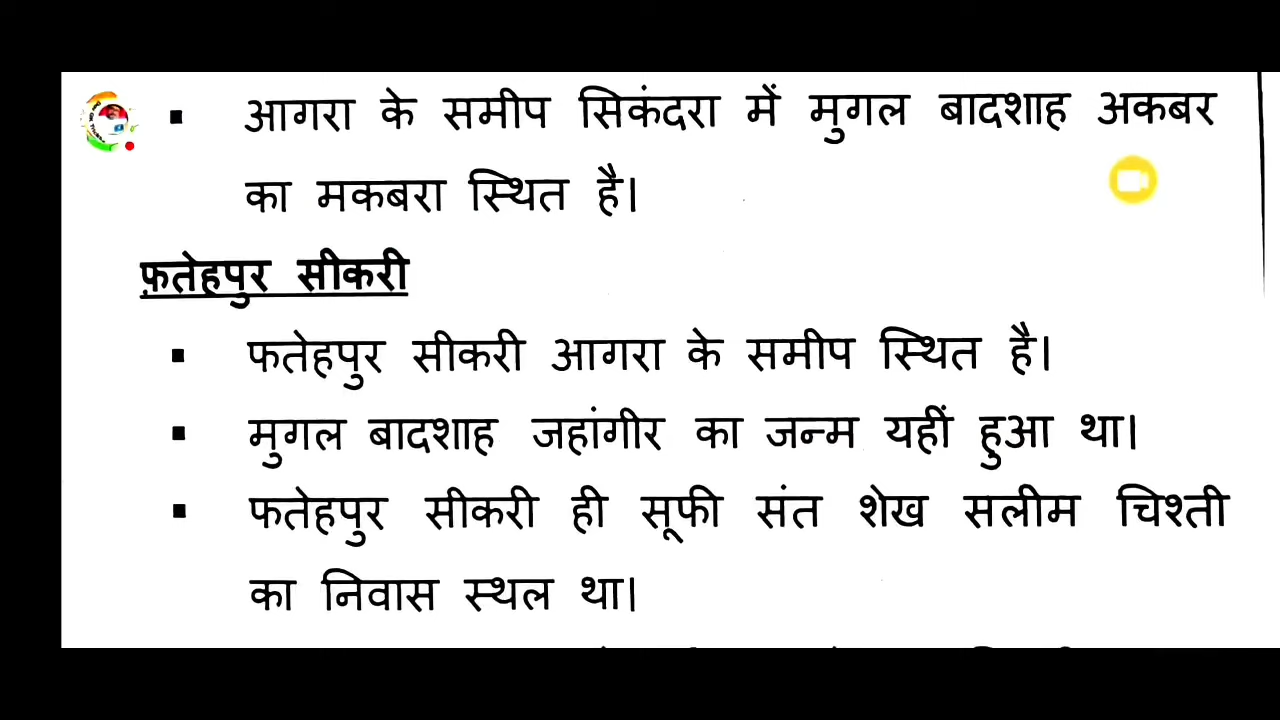 ▪ आगरा के समीप सिकंदरा में मुगल बादशाह अकबर
का मकबरा स्थित है।
फ़तेहपुर सीकरी
▪ फतेहपुर सीकरी आगरा के समीप स्थित है।
▪ मुगल बादशाह जहांगीर का जन्म यहीं हुआ था।
▪ फतेहपुर सीकरी ही सूफी संत शेख सलीम चिश्ती
का निवास स्थल था।